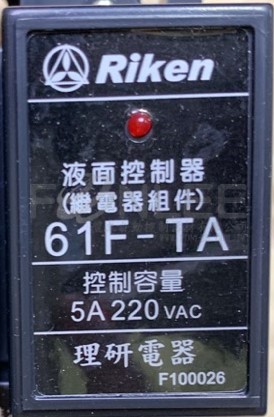 Riken
液面控制器
(繼電器組件)
61F-TA
控制容量
5A 220 VAC
理研電器
F100026